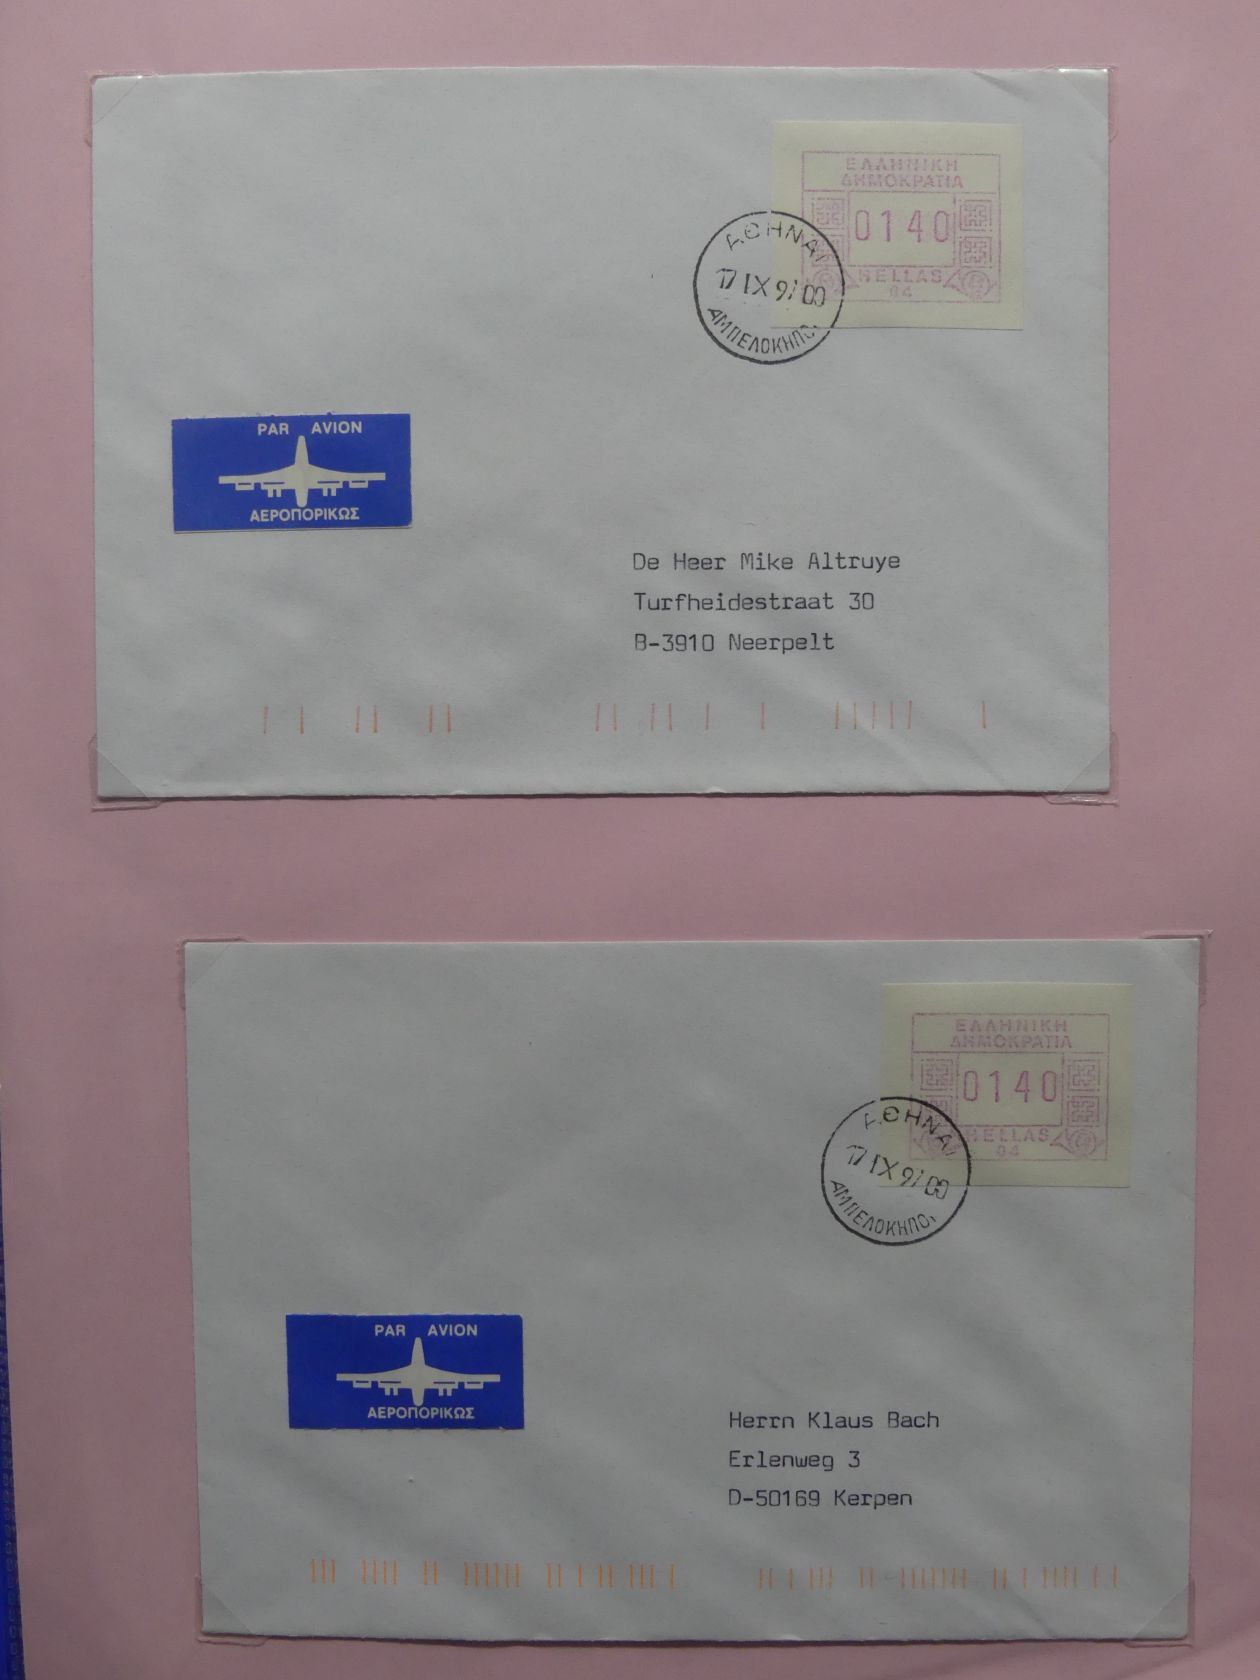 ΕΛΛΗΝΙΚΗ
ΔΗΜΟΚΡΑΤΙΑ
0140
HELLAS
04
ΑΘΗΝΑΙ
17 IX 97 00
ΑΜΠΕΛΟΚΗΠΟΙ
PAR AVION
ΑΕΡΟΠΟΡΙΚΩΣ
De Heer Mike Altruye
Turfheidestraat 30
B-3910 Neerpelt
ΕΛΛΗΝΙΚΗ
ΔΗΜΟΚΡΑΤΙΑ
0140
HELLAS
04
ΑΘΗΝΑΙ
17 IX 97 00
ΑΜΠΕΛΟΚΗΠΟΙ
PAR AVION
ΑΕΡΟΠΟΡΙΚΩΣ
Herrn Klaus Bach
Erlenweg 3
D-50169 Kerpen